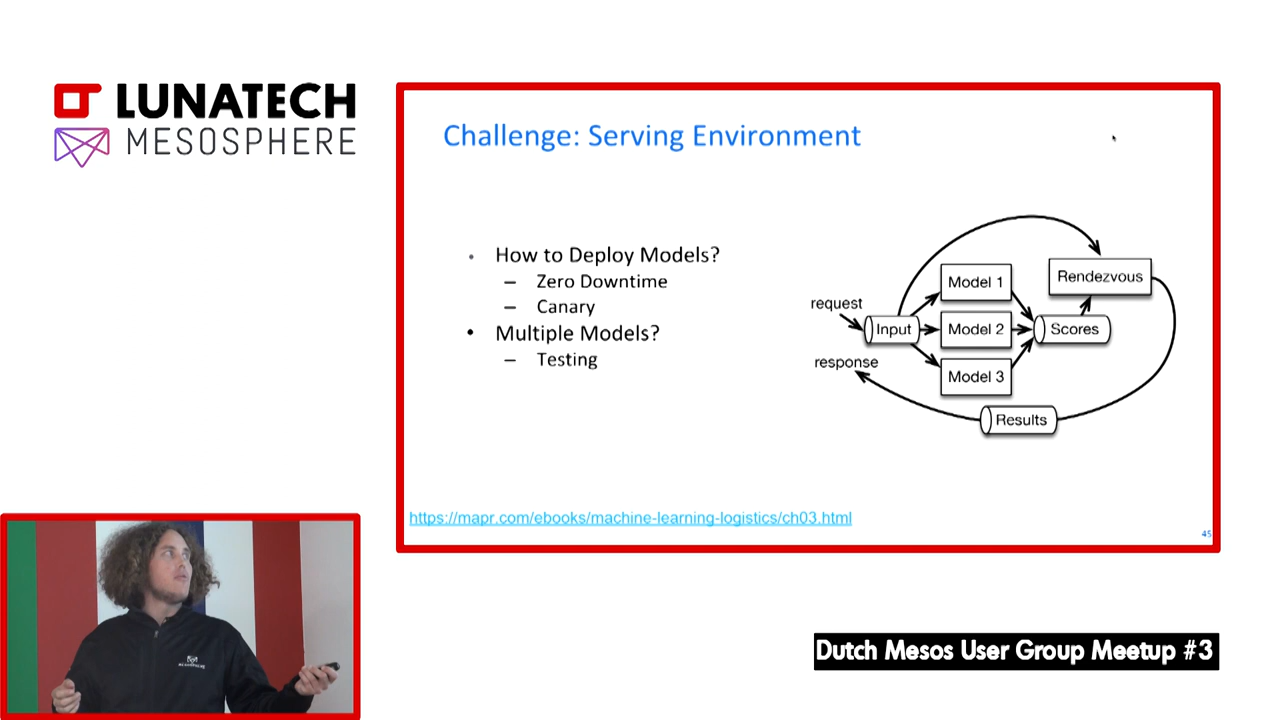 LUNATECH
MESOSPHERE
Challenge: Serving Environment
• How to Deploy Models?
– Zero Downtime
– Canary
• Multiple Models?
– Testing
request
response
Input
Model 1
Model 2
Model 3
Scores
Rendezvous
Results
https://mapr.com/ebooks/machine-learning-logistics/ch03.html
45
Dutch Mesos User Group Meetup #3